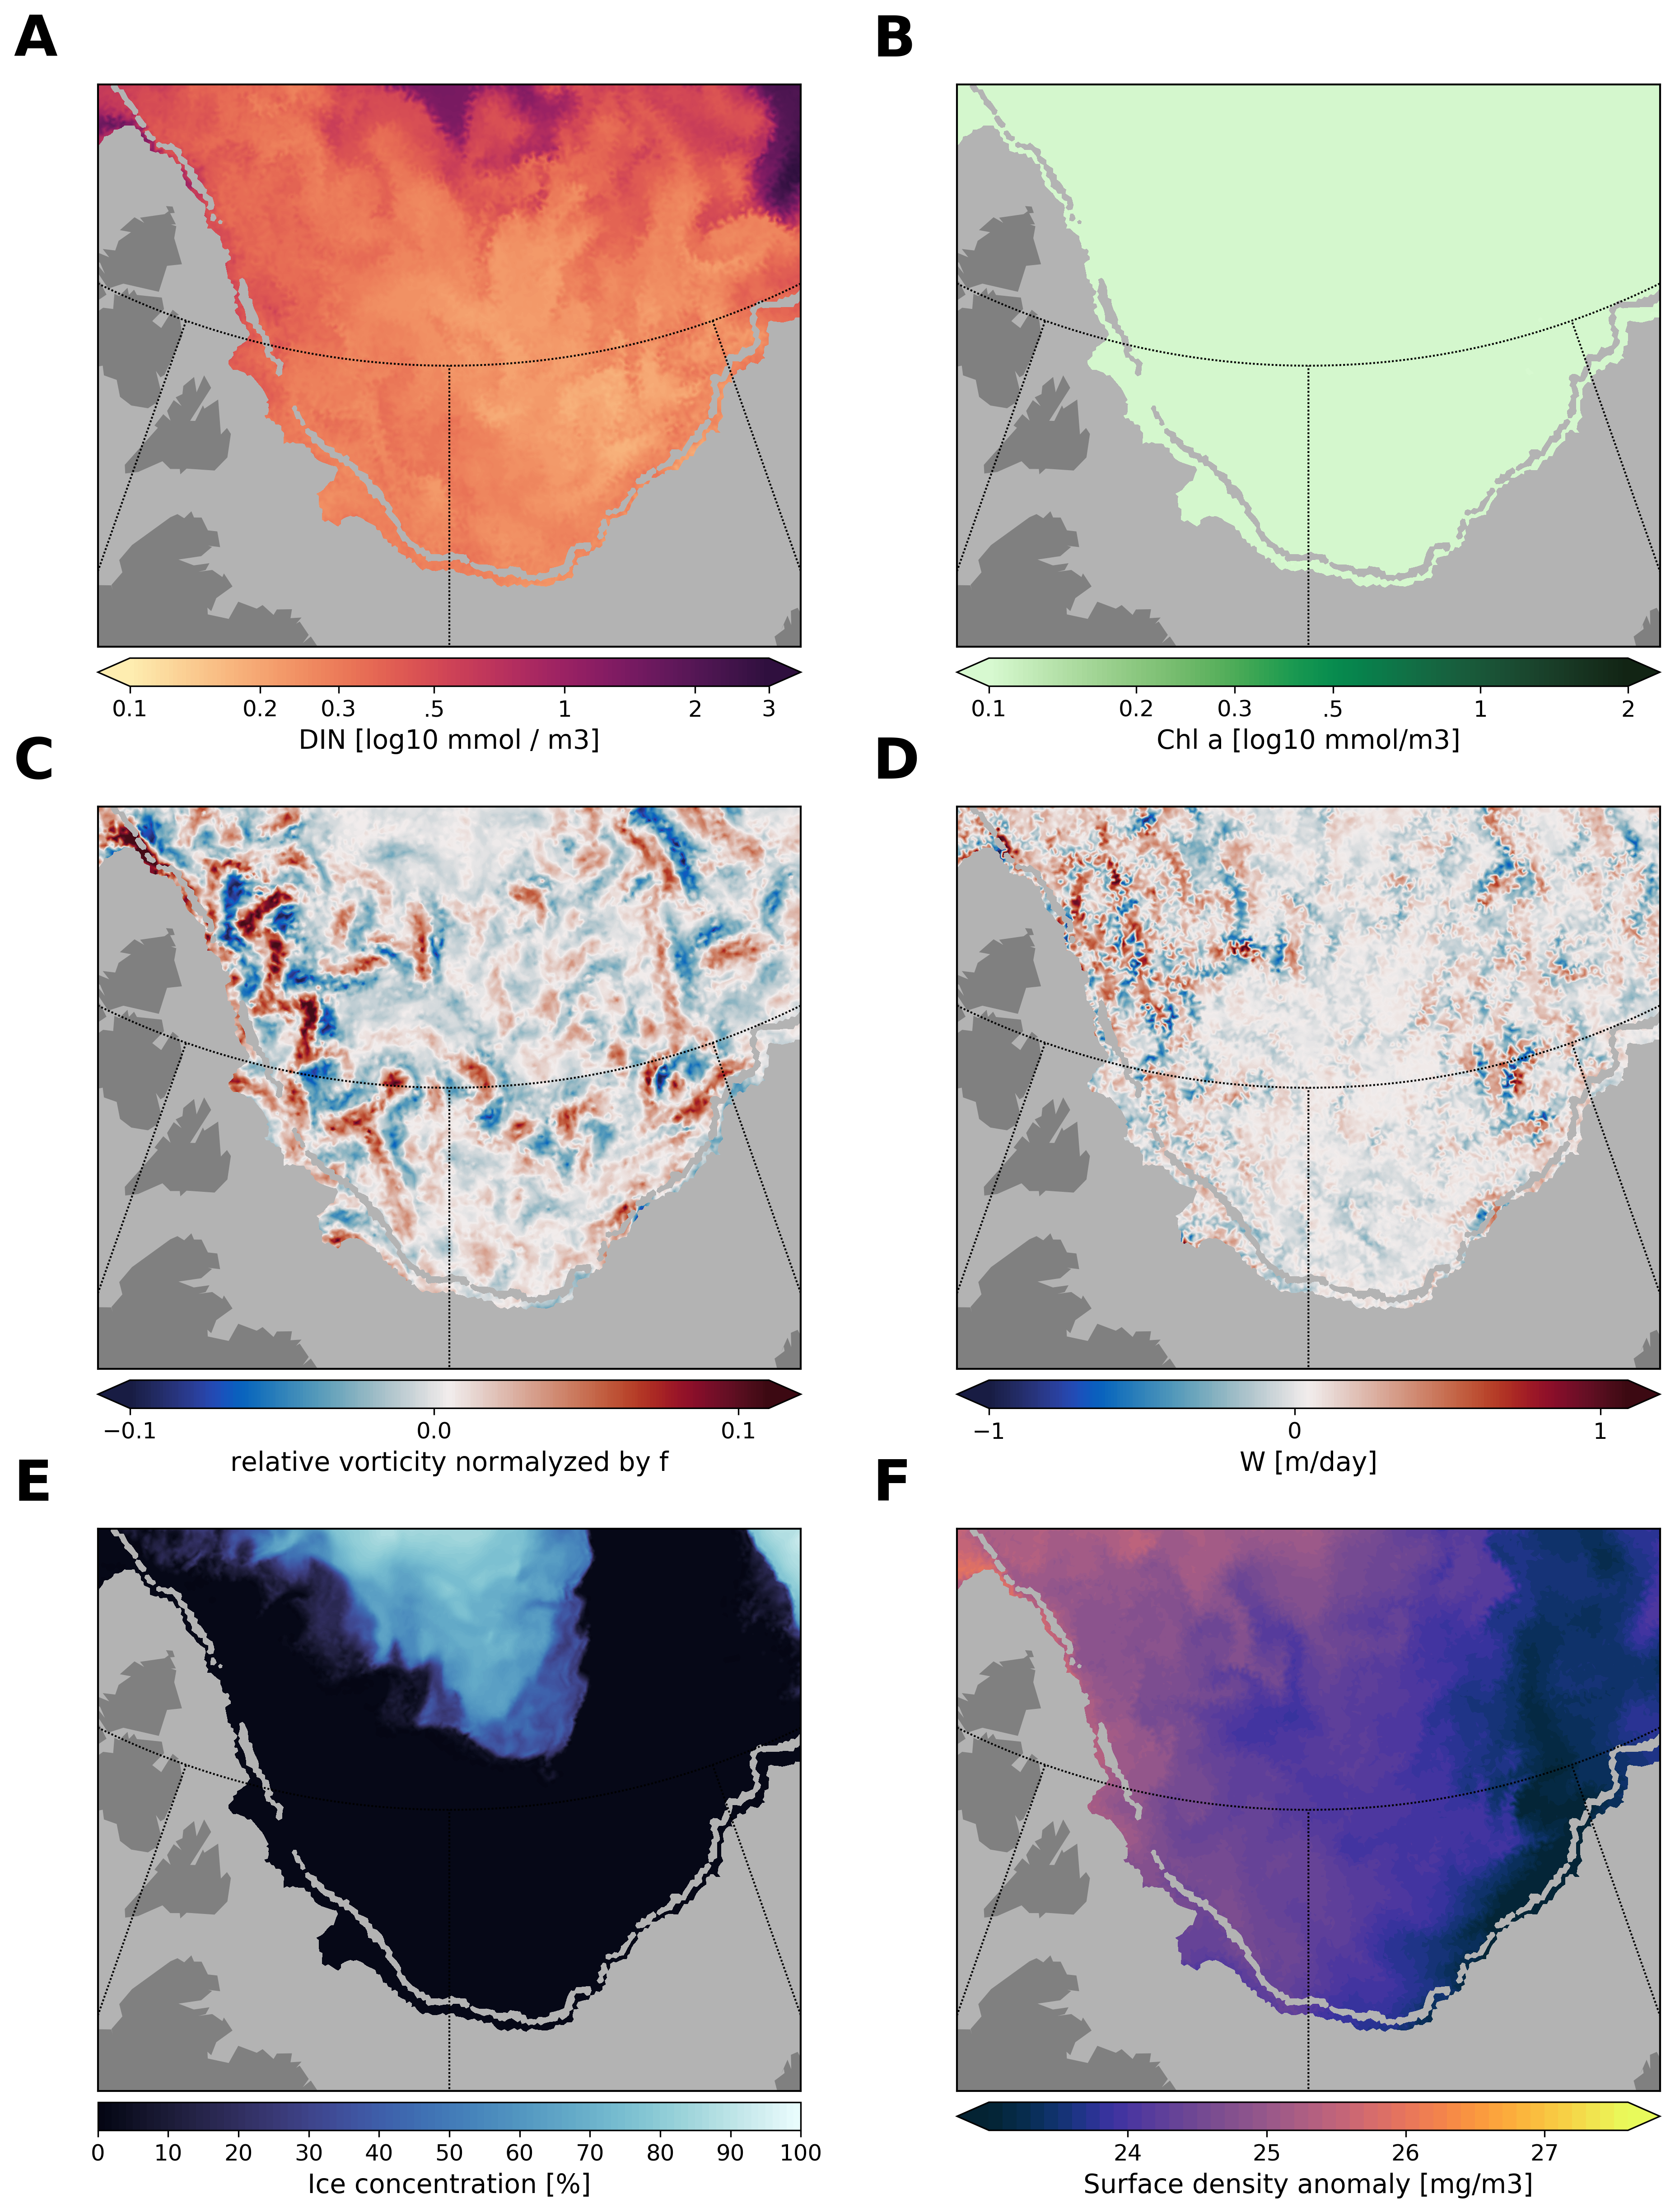 A
B
0.1 0.2 0.3 .5 1 2 3
DIN [log10 mmol / m3]
0.1 0.2 0.3 .5 1 2
Chl a [log10 mmol/m3]
C
D
−0.1 0.0 0.1
relative vorticity normalyzed by f
−1 0 1
W [m/day]
E
F
0 10 20 30 40 50 60 70 80 90 100
Ice concentration [%]
24 25 26 27
Surface density anomaly [mg/m3]